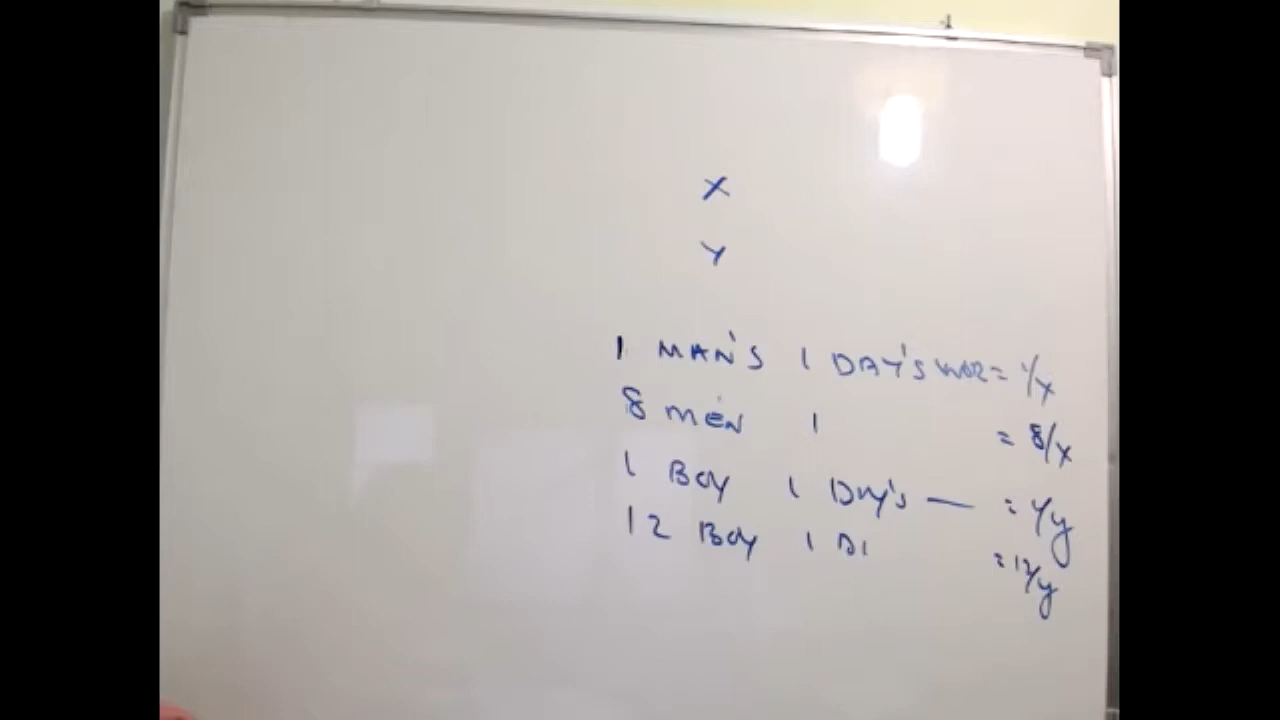 X
Y
1 MAN'S 1 DAY'S WOR = 1/X
8 MEN 1 = 8/X
1 BOY 1 DAY'S — = 1/y
12 BOY 1 DA = 12/y